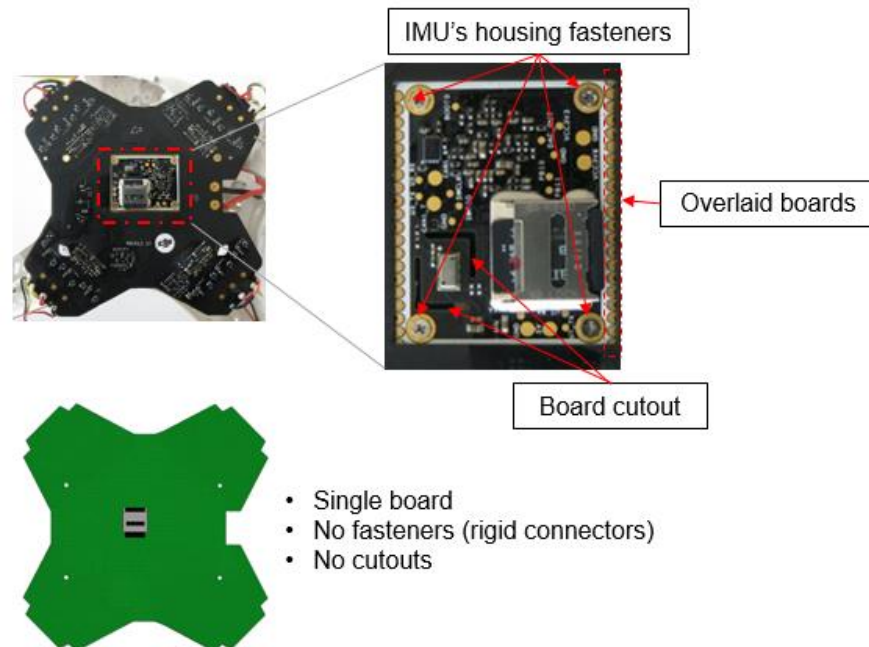 IMU's housing fasteners
Overlaid boards
Board cutout
• Single board
• No fasteners (rigid connectors)
• No cutouts